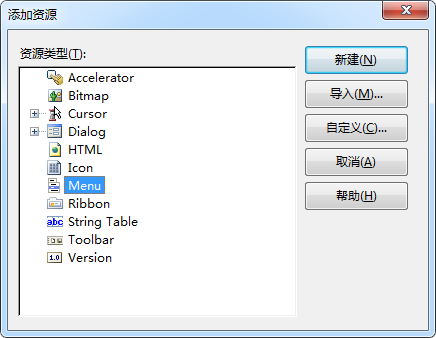 添加资源
资源类型(T):
Accelerator
Bitmap
Cursor
Dialog
HTML
Icon
Menu
Ribbon
abc String Table
Toolbar
1.0 Version
新建(N)
导入(M)...
自定义(C)...
取消(A)
帮助(H)